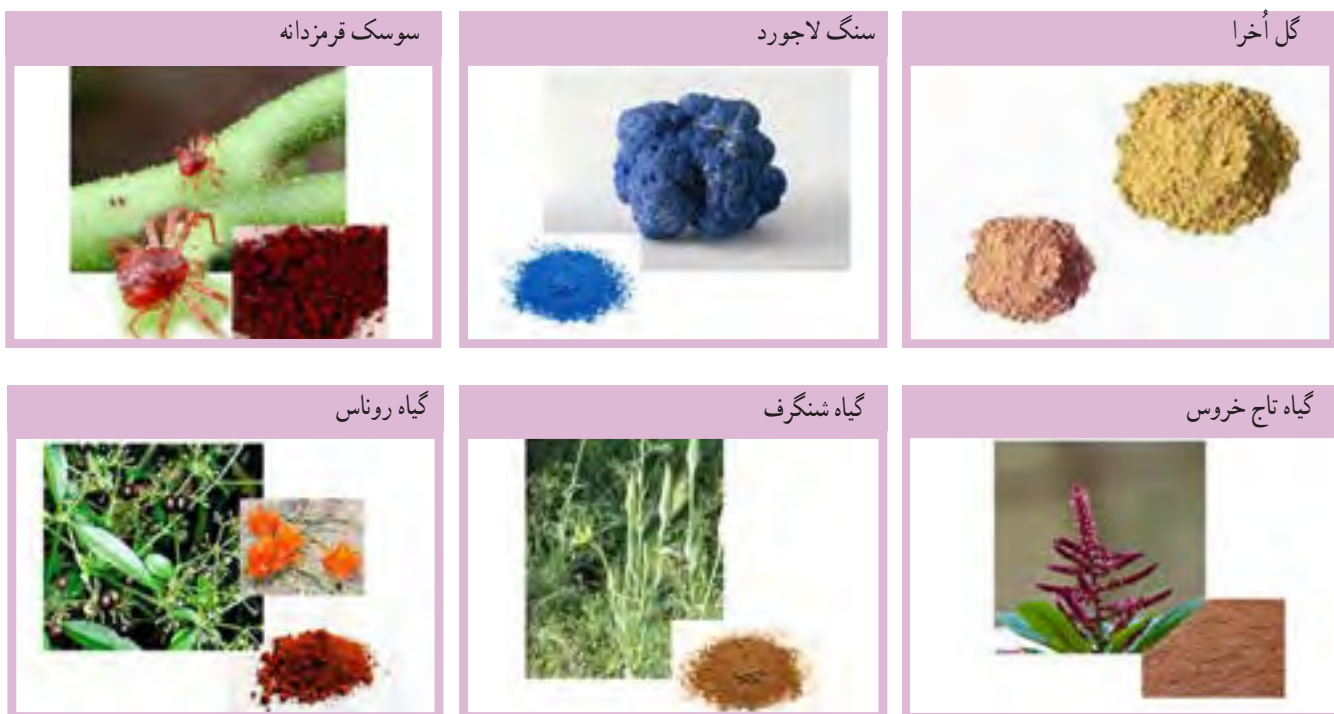 گل اُخرا
سنگ لاجورد
سوسک قرمزدانه
گیاه تاج خروس
گیاه شنگرف
گیاه روناس